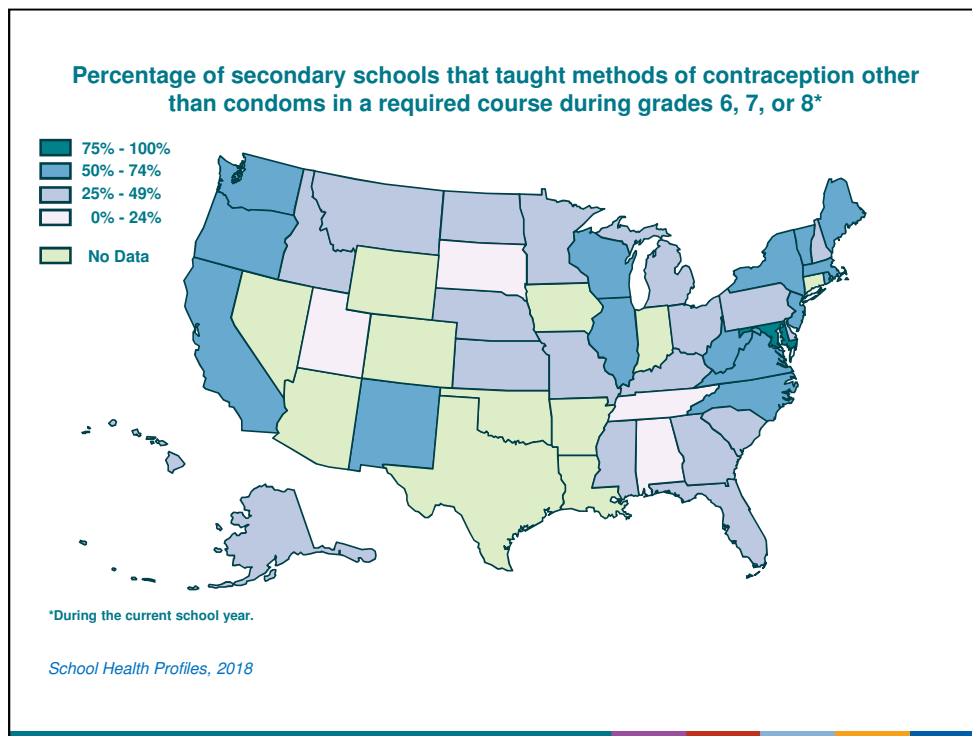 Percentage of secondary schools that taught methods of contraception other
than condoms in a required course during grades 6, 7, or 8*
75% - 100%
50% - 74%
25% - 49%
0% - 24%
No Data
*During the current school year.
School Health Profiles, 2018